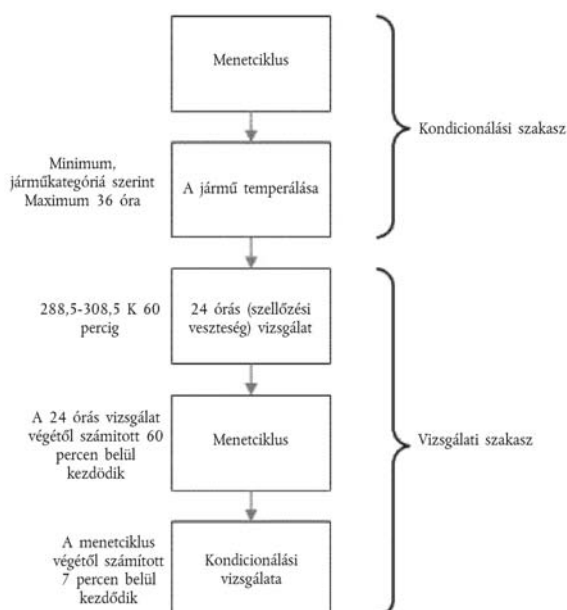 Menetciklus
Kondicionálási szakasz
Minimum,
járműkategóriá szerint
Maximum 36 óra
A jármű temperálása
288,5-308,5 K 60
percig
24 órás (szellőzési
veszteség) vizsgálat
A 24 órás vizsgálat
végétől számított 60
percen belül
kezdödik
Menetciklus
Vizsgálati szakasz
A menetciklus
végétől számított
7 percen belül
kezdődik
Kondicionálási
vizsgálata